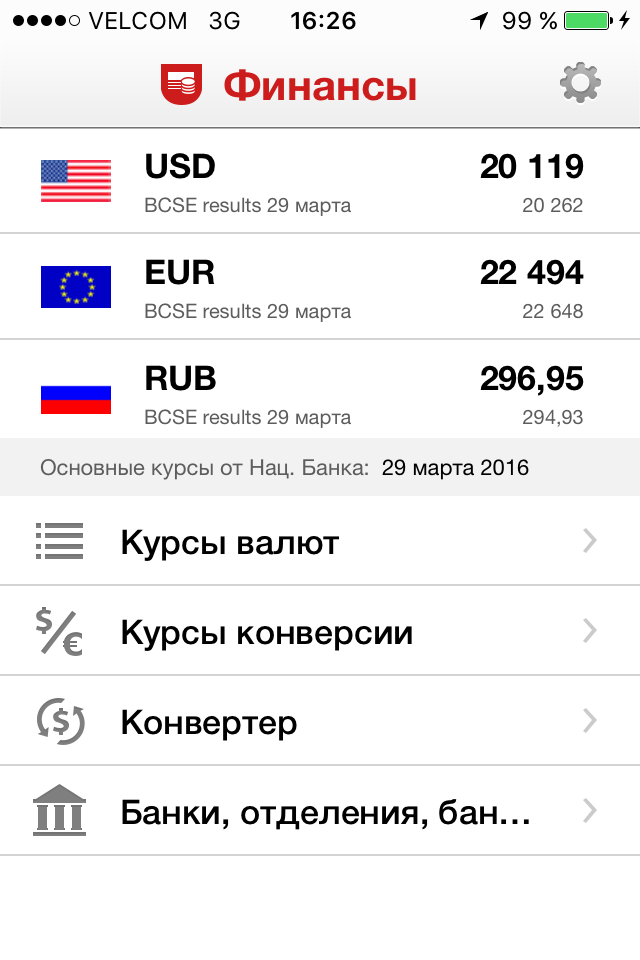 VELCOM 3G 16:26 99 %
Финансы
USD 20 119
BCSE results 29 марта 20 262
EUR 22 494
BCSE results 29 марта 22 648
RUB 296,95
BCSE results 29 марта 294,93
Основные курсы от Нац. Банка: 29 марта 2016
Курсы валют
$/€ Курсы конверсии
$ Конвертер
Банки, отделения, бан...